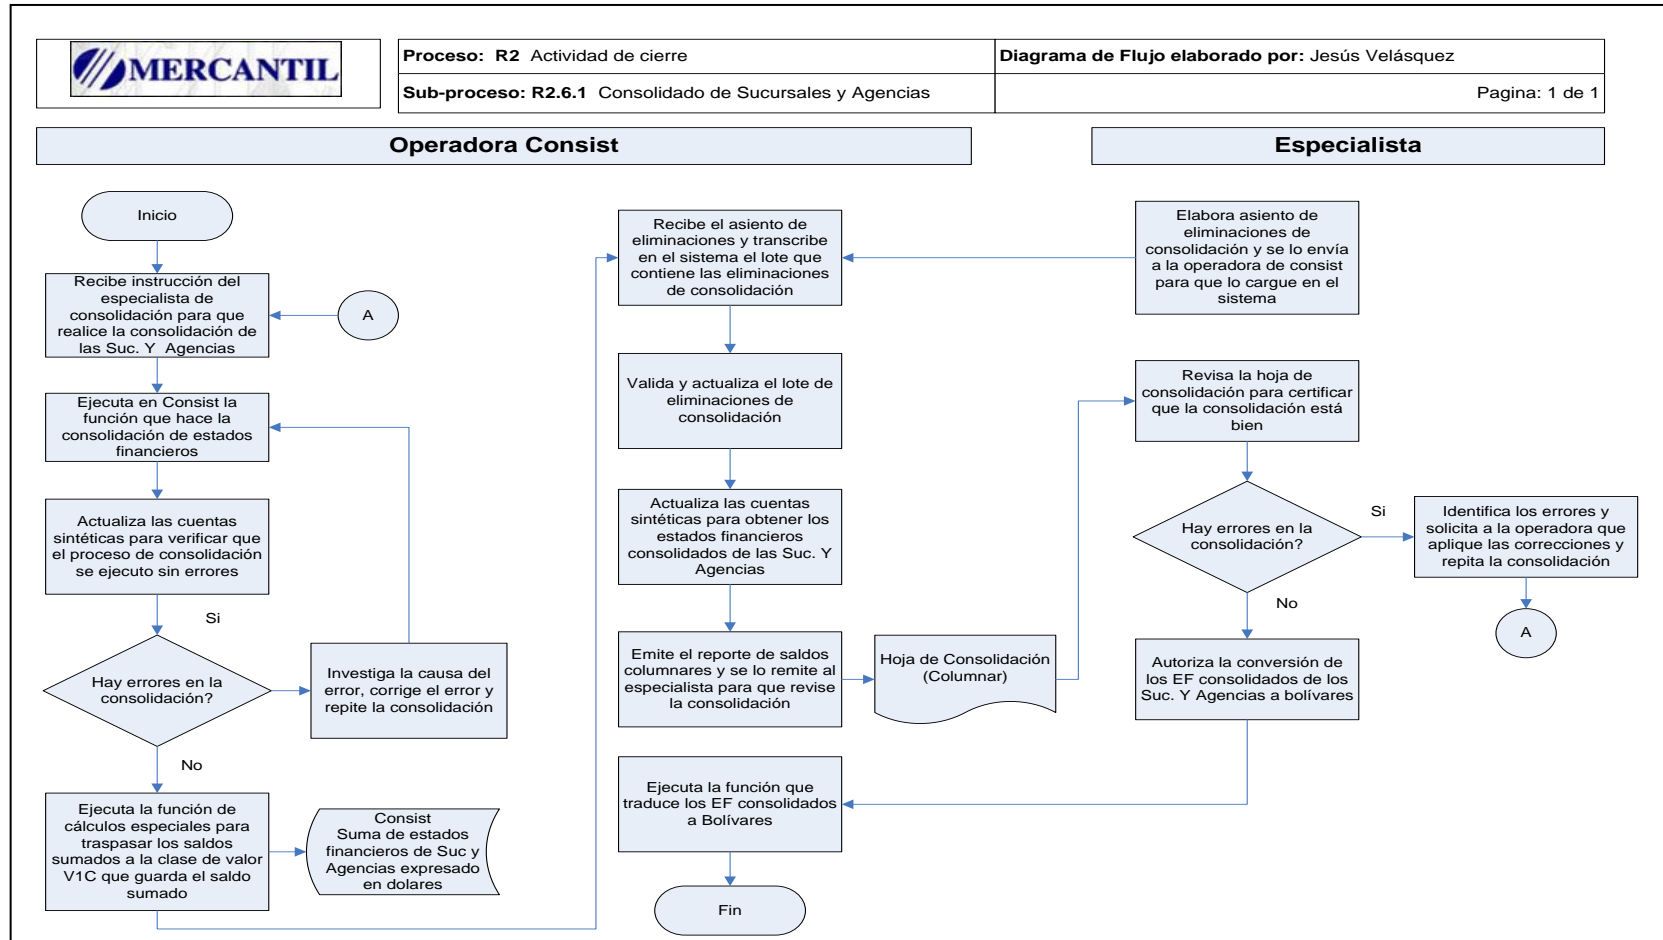 MERCANTIL
Proceso: R2 Actividad de cierre
Diagrama de Flujo elaborado por: Jesús Velásquez
Sub-proceso: R2.6.1 Consolidado de Sucursales y Agencias
Pagina: 1 de 1
Operadora Consist
Especialista
Inicio
Recibe instrucción del
especialista de
consolidación para que
realice la consolidación de
las Suc. Y Agencias
A
Ejecuta en Consist la
función que hace la
consolidación de estados
financieros
Actualiza las cuentas
sintéticas para verificar que
el proceso de consolidación
se ejecuto sin errores
Si
Hay errores en la
consolidación?
Investiga la causa del
error, corrige el error y
repite la consolidación
No
Ejecuta la función de
cálculos especiales para
traspasar los saldos
sumados a la clase de valor
V1C que guarda el saldo
sumado
Consist
Suma de estados
financieros de Suc y
Agencias expresado
en dolares
Recibe el asiento de
eliminaciones y transcribe
en el sistema el lote que
contiene las eliminaciones
de consolidación
Valida y actualiza el lote de
eliminaciones de
consolidación
Actualiza las cuentas
sintéticas para obtener los
estados financieros
consolidados de las Suc. Y
Agencias
Emite el reporte de saldos
columnares y se lo remite al
especialista para que revise
la consolidación
Hoja de Consolidación
(Columnar)
Ejecuta la función que
traduce los EF consolidados
a Bolívares
Fin
Elabora asiento de
eliminaciones de
consolidación y se lo envía
a la operadora de consist
para que lo cargue en el
sistema
Revisa la hoja de
consolidación para certificar
que la consolidación está
bien
Hay errores en la
consolidación?
Si
Identifica los errores y
solicita a la operadora que
aplique las correcciones y
repita la consolidación
No
A
Autoriza la conversión de
los EF consolidados de los
Suc. Y Agencias a bolívares